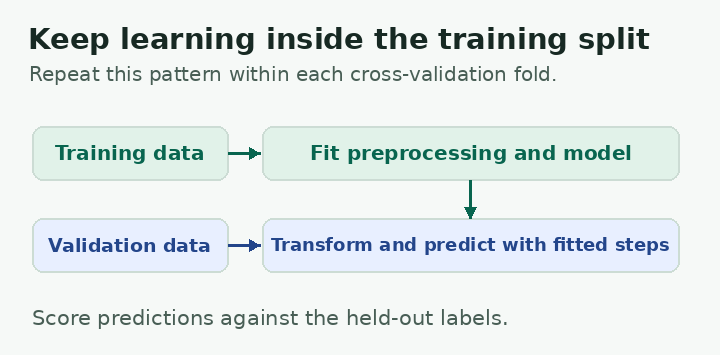 Keep learning inside the training split
Repeat this pattern within each cross-validation fold.
Training data
Fit preprocessing and model
Validation data
Transform and predict with fitted steps
Score predictions against the held-out labels.